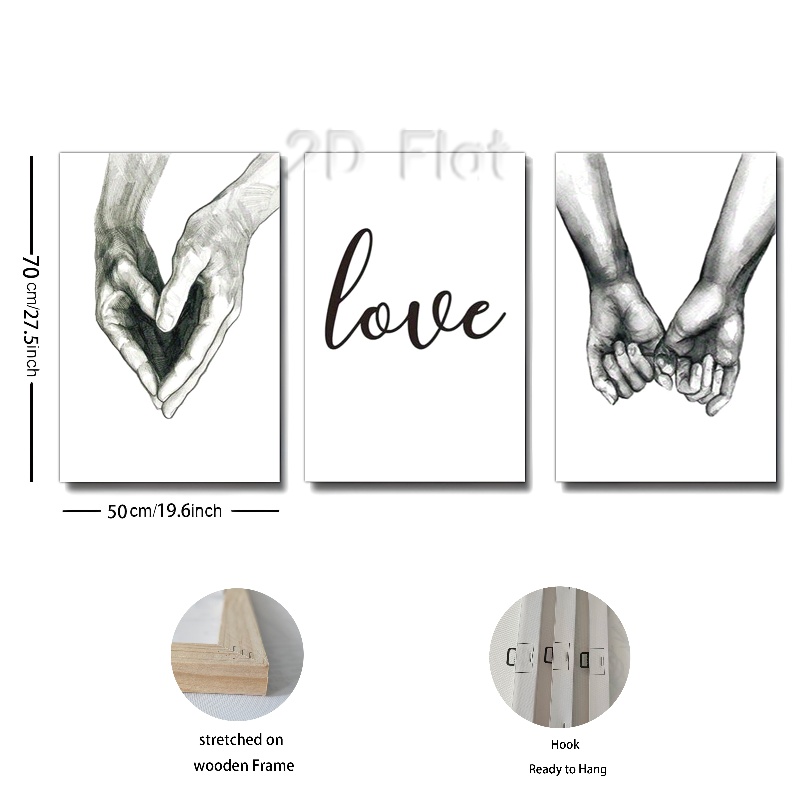 2D Flat
love
70 cm/27.5inch
50cm/19.6inch
stretched on
wooden Frame
Hook
Ready to Hang